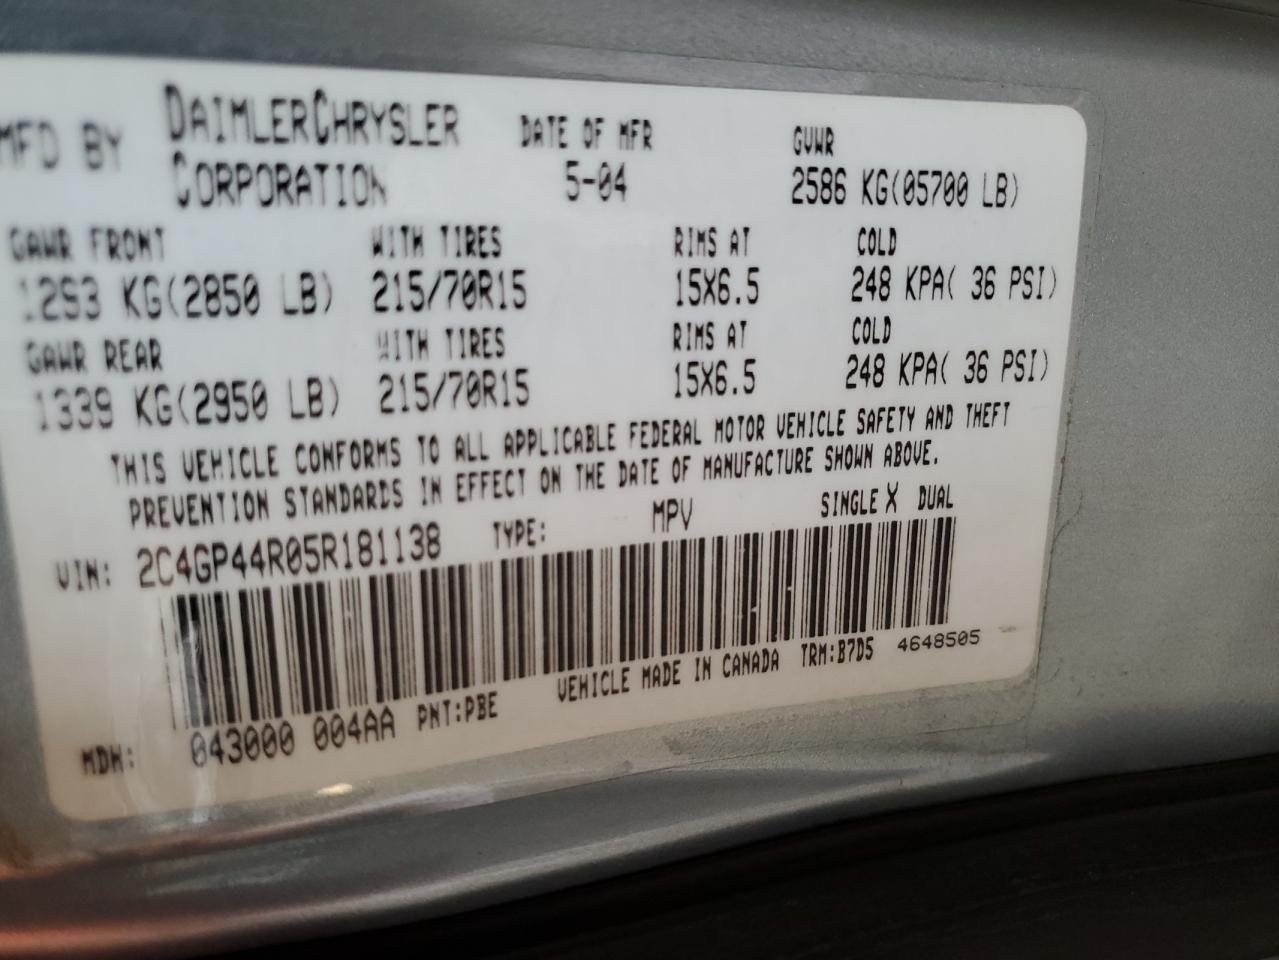 MFD BY DAIMLERCHRYSLER CORPORATION DATE OF MFR 5-04 GVWR 2586 KG(05700 LB)
GAWR FRONT WITH TIRES RIMS AT COLD
1293 KG(2850 LB) 215/70R15 15X6.5 248 KPA( 36 PSI)
GAWR REAR WITH TIRES RIMS AT COLD
1339 KG(2950 LB) 215/70R15 15X6.5 248 KPA( 36 PSI)
THIS VEHICLE CONFORMS TO ALL APPLICABLE FEDERAL MOTOR VEHICLE SAFETY AND THEFT
PREVENTION STANDARDS IN EFFECT ON THE DATE OF MANUFACTURE SHOWN ABOVE.
VIN: 2C4GP44R05R181138 TYPE: MPV SINGLE X DUAL
MDH: 043000 004AA PNT:PBE VEHICLE MADE IN CANADA TRM:B7D5 4648505